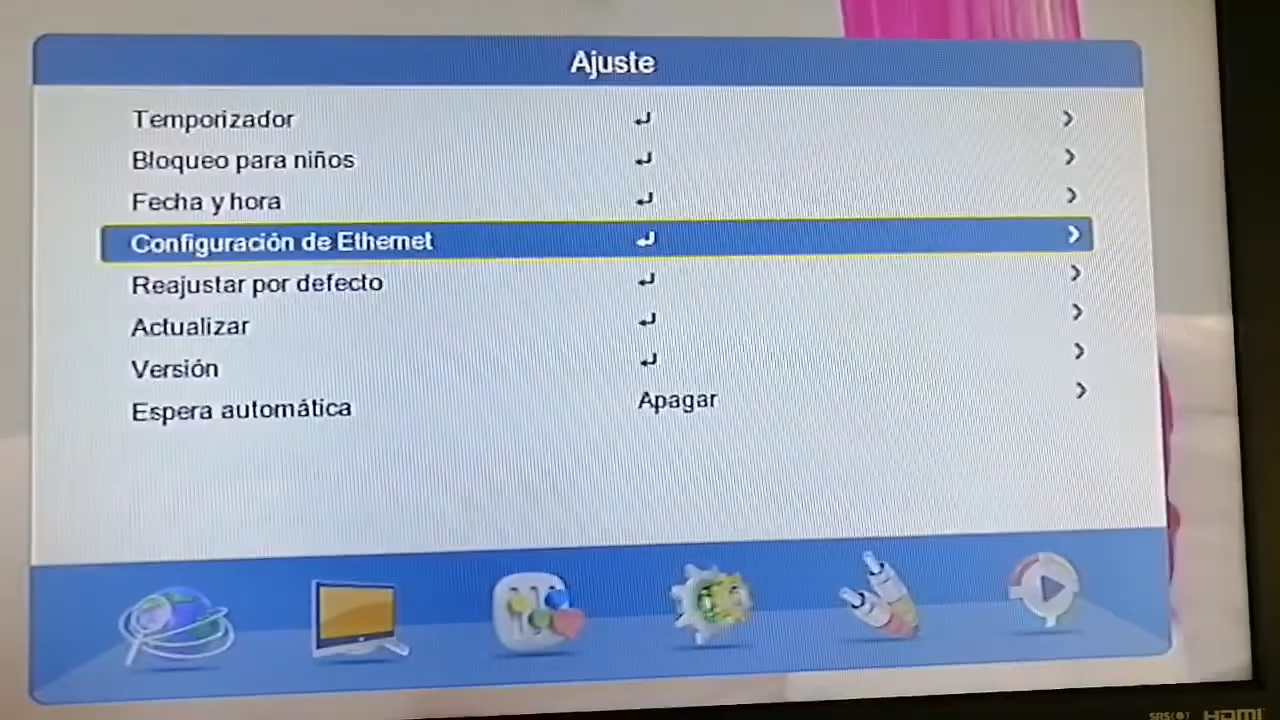 Ajuste
Temporizador
Bloqueo para niños
Fecha y hora
Configuración de Ethernet
Reajustar por defecto
Actualizar
Versión
Espera automática Apagar
HDMI